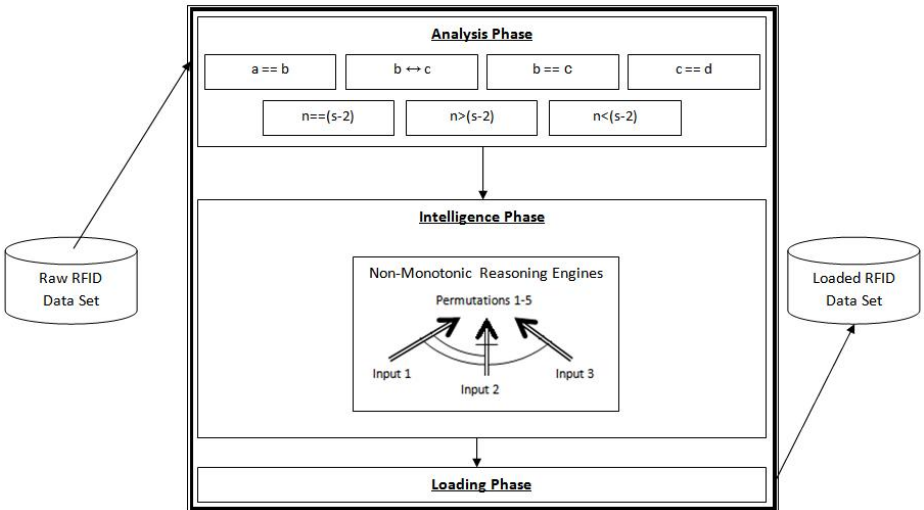 Analysis Phase
a == b
b ↔ c
b == c
c == d
n==(s-2)
n>(s-2)
n<(s-2)
Intelligence Phase
Raw RFID
Data Set
Non-Monotonic Reasoning Engines
Permutations 1-5
Input 1
Input 2
Input 3
Loaded RFID
Data Set
Loading Phase